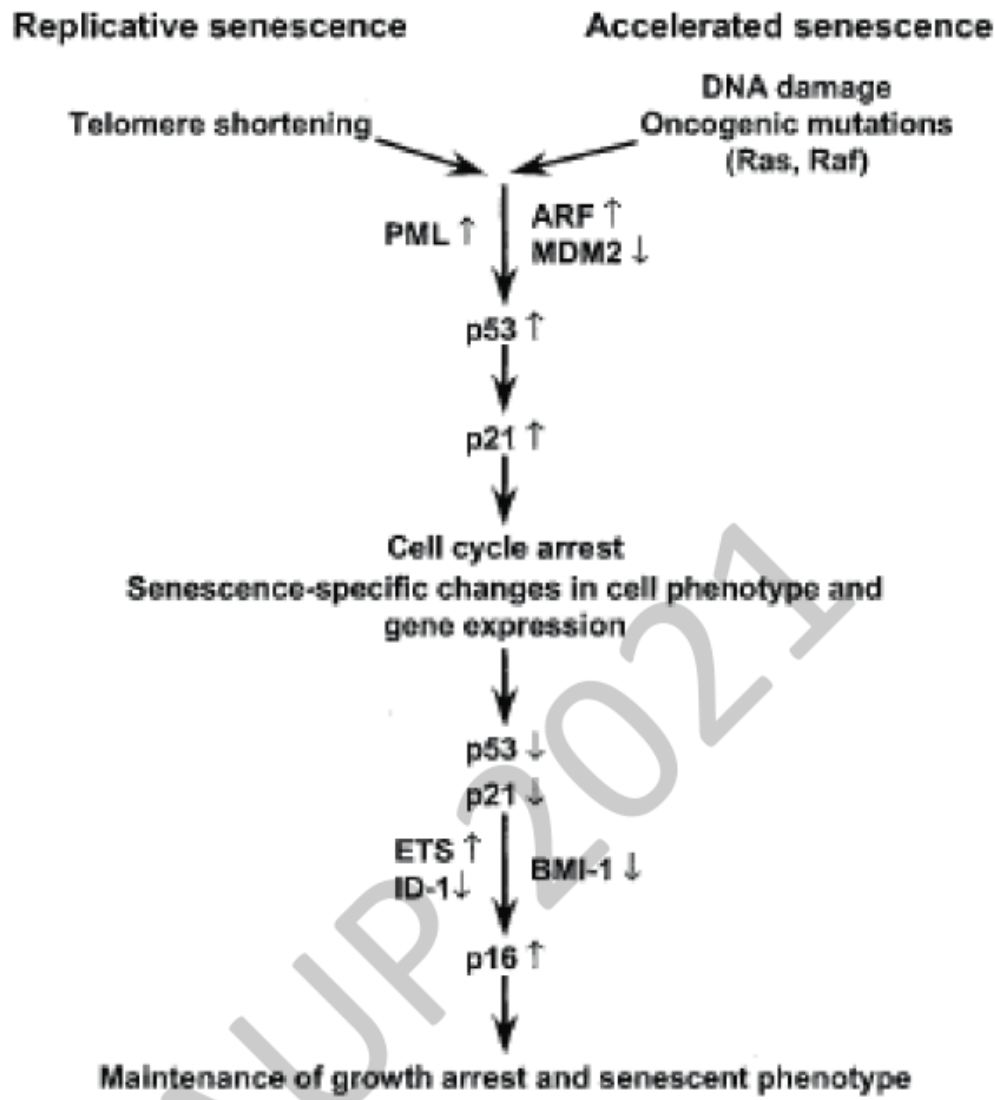 Replicative senescence
Accelerated senescence
Telomere shortening
DNA damage
Oncogenic mutations
(Ras, Raf)
PML ↑
ARF ↑
MDM2 ↓
p53 ↑
p21 ↑
Cell cycle arrest
Senescence-specific changes in cell phenotype and
gene expression
p53 ↓
p21 ↓
ETS ↑
ID-1↓
BMI-1 ↓
p16 ↑
Maintenance of growth arrest and senescent phenotype
AUP 2021